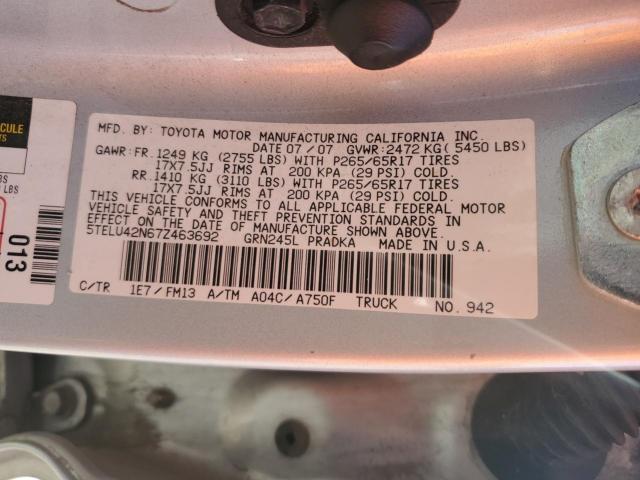 MFD. BY: TOYOTA MOTOR MANUFACTURING CALIFORNIA INC.
DATE 07/07 GVWR:2472 KG( 5450 LBS)
GAWR:FR.1249 KG (2755 LBS) WITH P265/65R17 TIRES
17X7.5JJ RIMS AT 200 KPA (29 PSI) COLD.
RR.1410 KG (3110 LBS) WITH P265/65R17 TIRES
17X7.5JJ RIMS AT 200 KPA (29 PSI) COLD.
THIS VEHICLE CONFORMS TO ALL APPLICABLE FEDERAL MOTOR
VEHICLE SAFETY AND THEFT PREVENTION STANDARDS IN
EFFECT ON THE DATE OF MANUFACTURE SHOWN ABOVE.
5TELU42N67Z463692 GRN245L PRADKA MADE IN U.S.A.
C/TR 1E7/FM13 A/TM A04C/A750F TRUCK NO. 942
LBS)
013